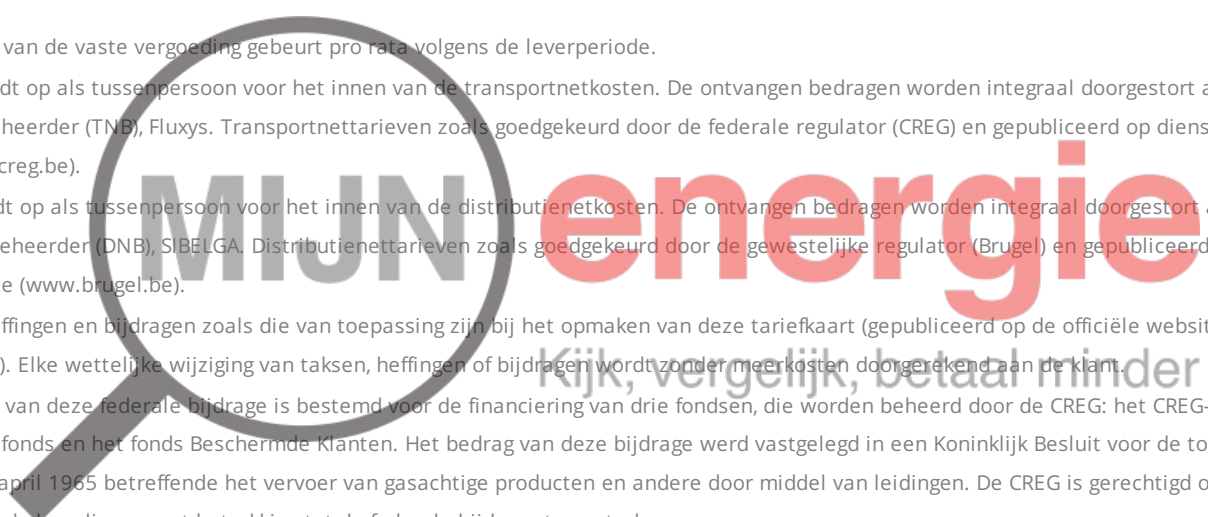 van de vaste vergoeding gebeurt pro rata volgens de leverperiode.
dt op als tussenpersoon voor het innen van de transportnetkosten. De ontvangen bedragen worden integraal doorgestort a
heerder (TNB), Fluxys. Transportnettarieven zoals goedgekeurd door de federale regulator (CREG) en gepubliceerd op diens
creg.be).
dt op als tussenpersoon voor het innen van de distributienetkosten. De ontvangen bedragen worden integraal doorgestort a
eheerder (DNB), SIBELGA. Distributienettarieven zoals goedgekeurd door de gewestelijke regulator (Brugel) en gepubliceerd
e (www.brugel.be).
MIJN energie
ffingen en bijdragen zoals die van toepassing zijn bij het opmaken van deze tariefkaart (gepubliceerd op de officiële websit
). Elke wettelijke wijziging van taksen, heffingen of bijdragen wordt zonder meerkosten doorgerekend aan de klant.
Kijk, vergelijk, betaal minder
van deze federale bijdrage is bestemd voor de financiering van drie fondsen, die worden beheerd door de CREG: het CREG-
fonds en het fonds Beschermde Klanten. Het bedrag van deze bijdrage werd vastgelegd in een Koninklijk Besluit voor de to
april 1965 betreffende het vervoer van gasachtige producten en andere door middel van leidingen. De CREG is gerechtigd o